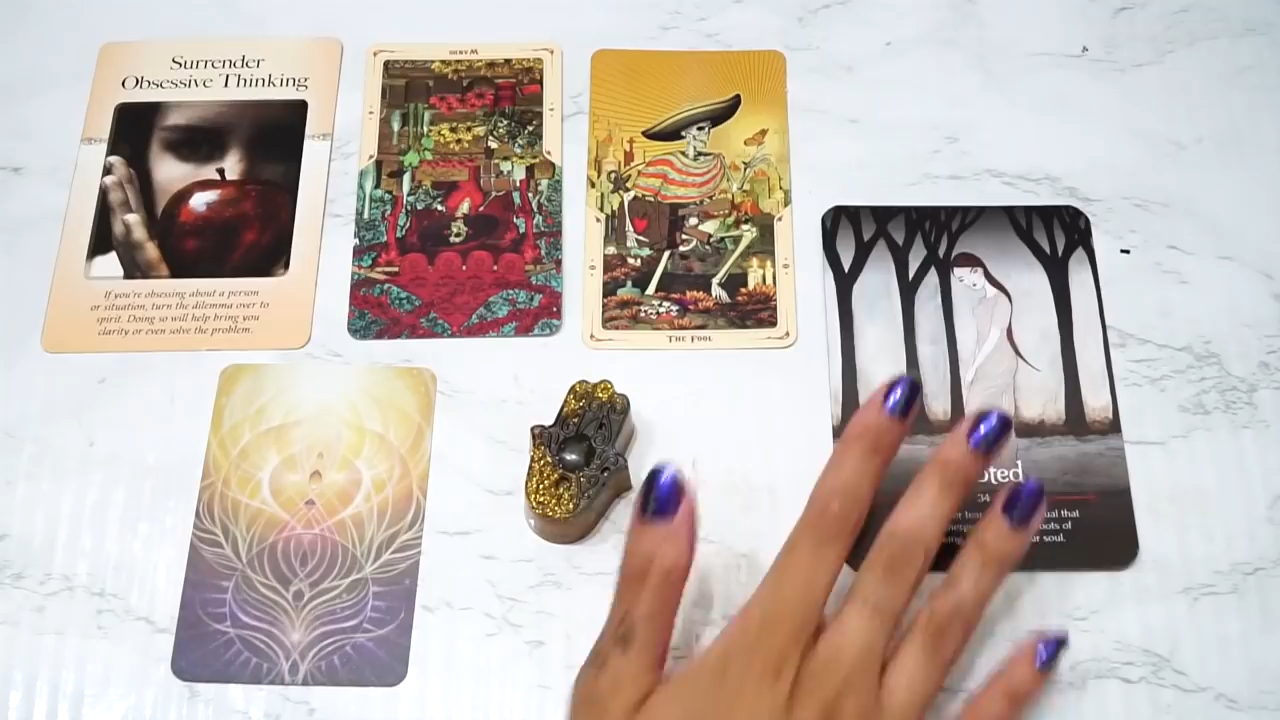 Surrender
Obsessive Thinking
If you're obsessing about a person
or situation, turn the dilemma over to
spirit. Doing so will help bring you
clarity or even solve the problem.
THE FOOL
0
34
ual that
oots of
ur soul.